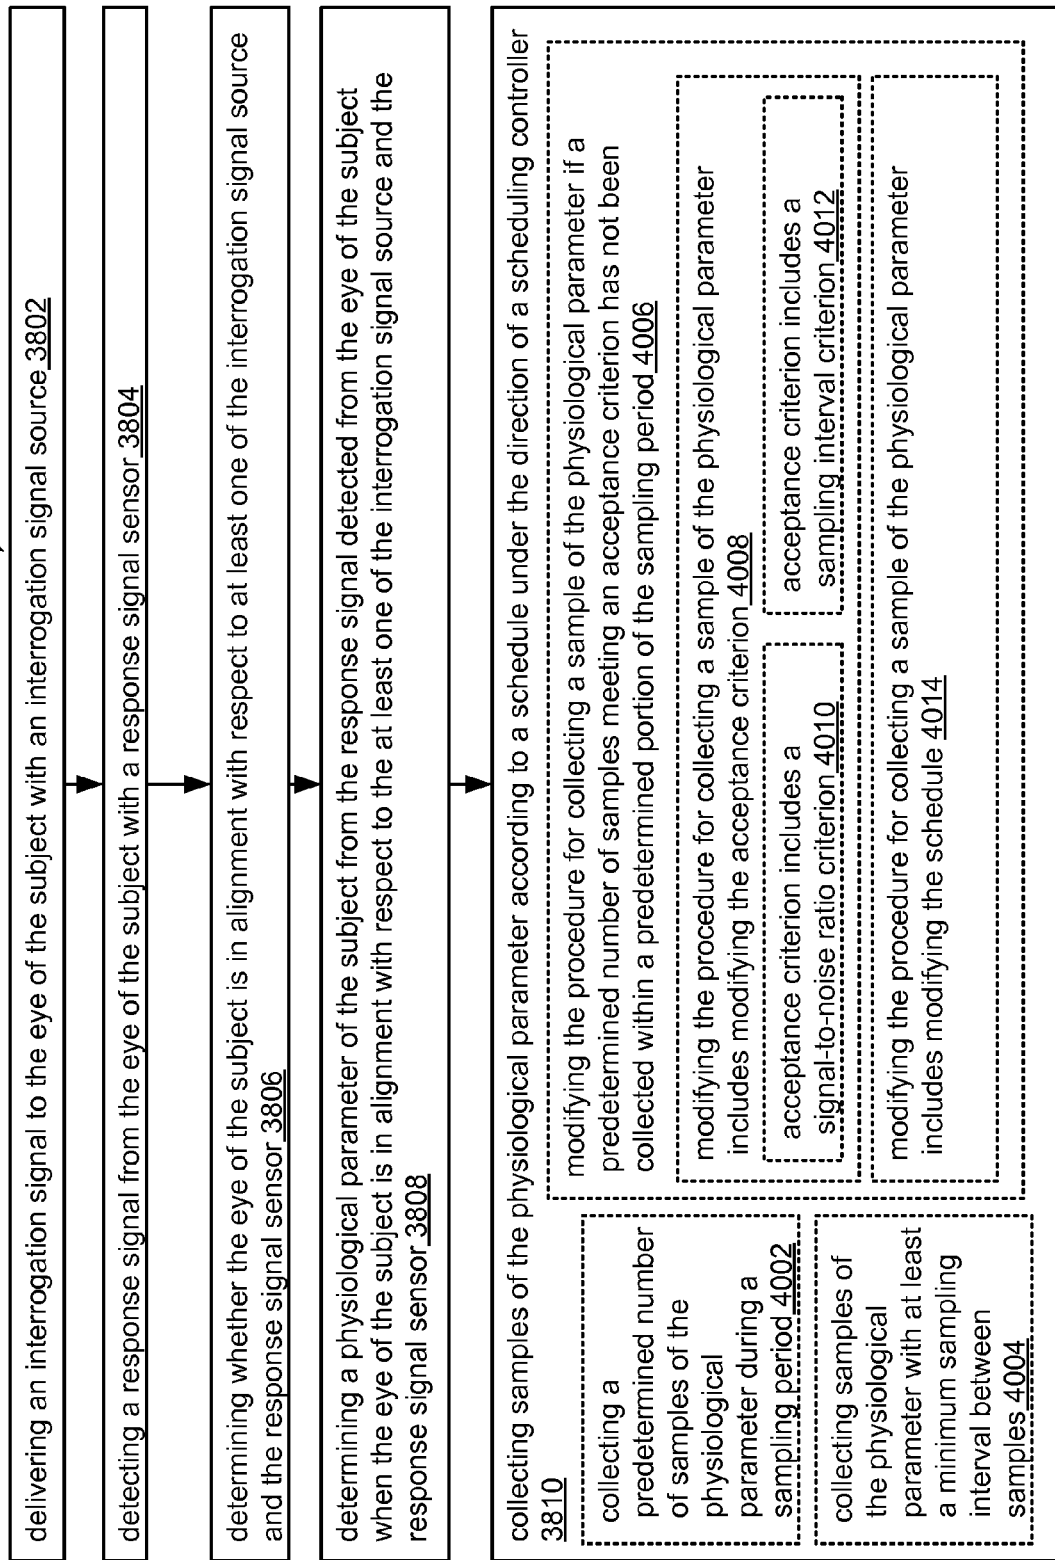 delivering an interrogation signal to the eye of the subject with an interrogation signal source 3802
detecting a response signal from the eye of the subject with a response signal sensor 3804
determining whether the eye of the subject is in alignment with respect to at least one of the interrogation signal source
and the response signal sensor 3806
determining a physiological parameter of the subject from the response signal detected from the eye of the subject
when the eye of the subject is in alignment with respect to the at least one of the interrogation signal source and the
response signal sensor 3808
collecting samples of the physiological parameter according to a schedule under the direction of a scheduling controller
3810
collecting a
predetermined number
of samples of the
physiological
parameter during a
sampling period 4002
collecting samples of
the physiological
parameter with at least
a minimum sampling
interval between
samples 4004
modifying the procedure for collecting a sample of the physiological parameter if a
predetermined number of samples meeting an acceptance criterion has not been
collected within a predetermined portion of the sampling period 4006
modifying the procedure for collecting a sample of the physiological parameter
includes modifying the acceptance criterion 4008
acceptance criterion includes a
signal-to-noise ratio criterion 4010
acceptance criterion includes a
sampling interval criterion 4012
modifying the procedure for collecting a sample of the physiological parameter
includes modifying the schedule 4014